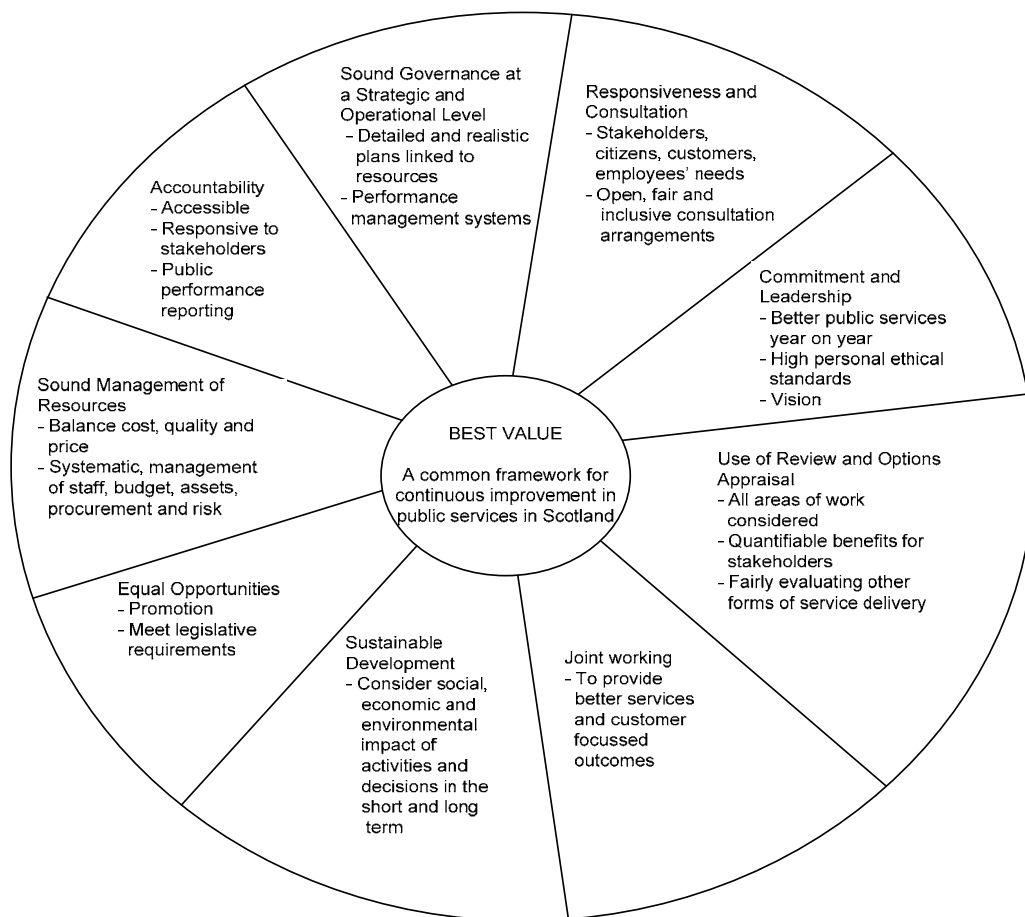 Sound Governance at
a Strategic and
Operational Level
- Detailed and realistic
plans linked to
resources
- Performance
management systems
Responsiveness and
Consultation
- Stakeholders,
citizens, customers,
employees' needs
- Open, fair and
inclusive consultation
arrangements
Commitment and
Leadership
- Better public services
year on year
- High personal ethical
standards
- Vision
Use of Review and Options
Appraisal
- All areas of work
considered
- Quantifiable benefits for
stakeholders
- Fairly evaluating other
forms of service delivery
Joint working
- To provide
better services
and customer
focussed
outcomes
Sustainable
Development
- Consider social,
economic and
environmental
impact of
activities and
decisions in the
short and long
term
Equal Opportunities
- Promotion
- Meet legislative
requirements
Sound Management of
Resources
- Balance cost, quality and
price
- Systematic, management
of staff, budget, assets,
procurement and risk
Accountability
- Accessible
- Responsive to
stakeholders
- Public
performance
reporting
BEST VALUE
A common framework for
continuous improvement in
public services in Scotland